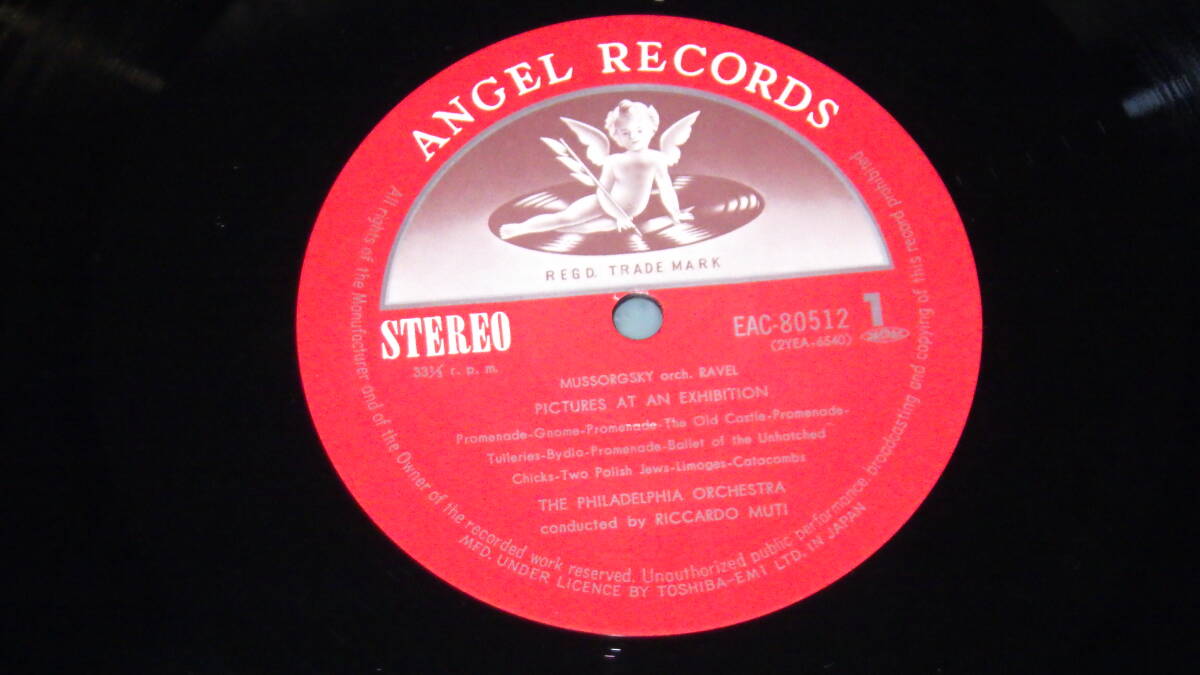 ANGEL RECORDS
REGD. TRADE MARK
STEREO
33⅓ r. p. m.
EAC-80512
1
(2YEA-6540)
MUSSORGSKY orch. RAVEL
PICTURES AT AN EXHIBITION
Promenade-Gnome-Promenade-The Old Castle-Promenade-
Tuileries-Bydlo-Promenade-Ballet of the Unhatched
Chicks-Two Polish Jews-Limoges-Catacombs
THE PHILADELPHIA ORCHESTRA
conducted by RICCARDO MUTI
All rights of the Manufacturer and of the Owner of the recorded work reserved. Unauthorized public performance broadcasting and copying of this record prohibited
MFD. UNDER LICENCE BY TOSHIBA-EMI LTD. IN JAPAN